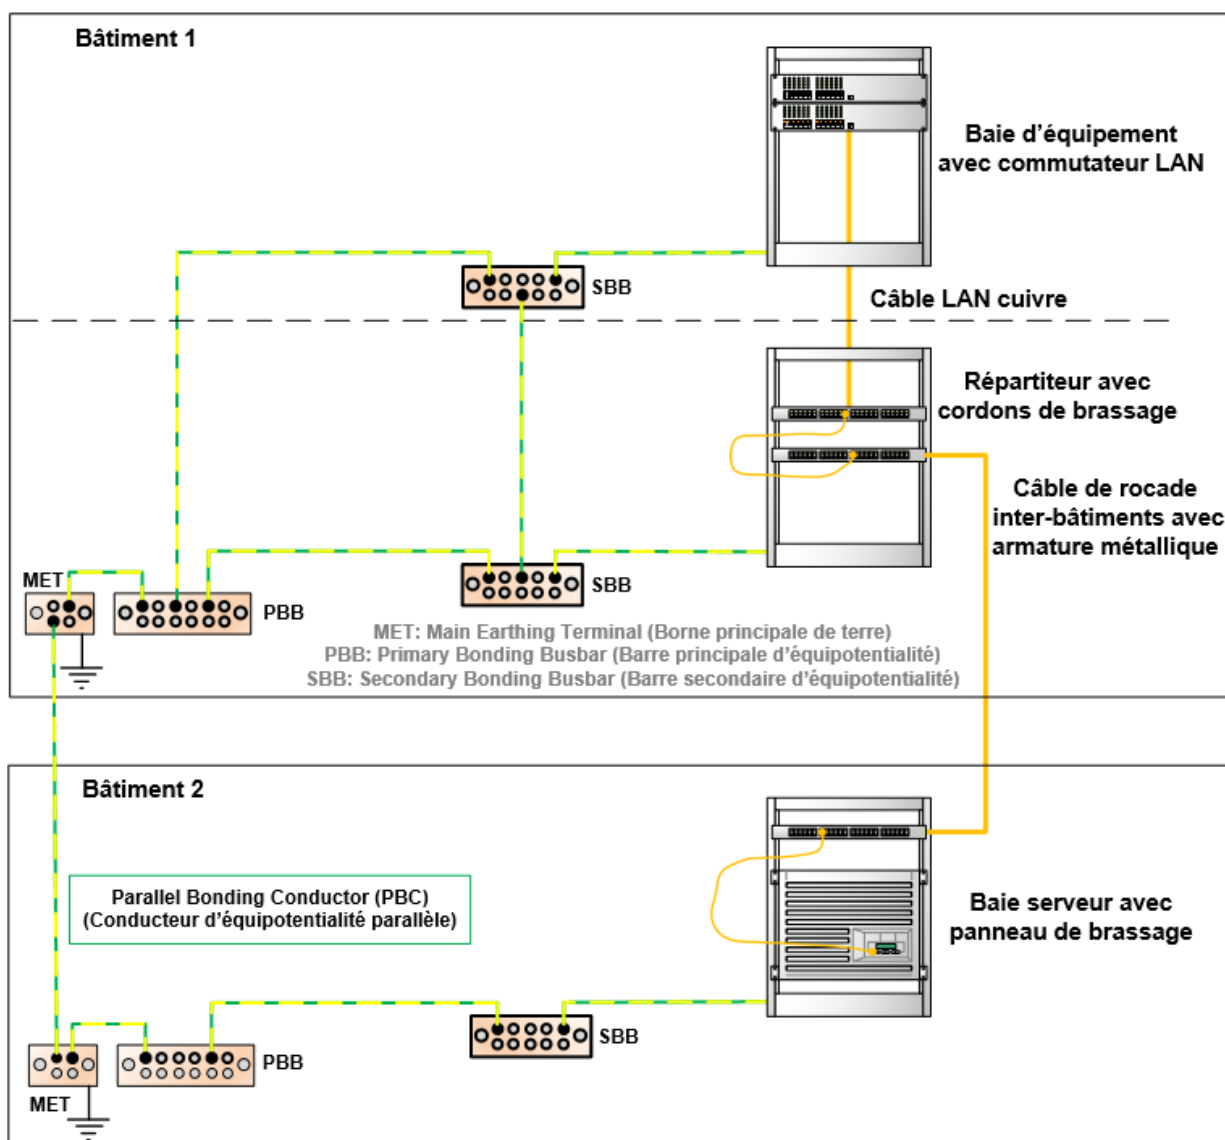 Bâtiment 1
Baie d'équipement
avec commutateur LAN
SBB
Câble LAN cuivre
Répartiteur avec
cordons de brassage
Câble de rocade
inter-bâtiments avec
armature métallique
MET
PBB
SBB
MET: Main Earthing Terminal (Borne principale de terre)
PBB: Primary Bonding Busbar (Barre principale d'équipotentialité)
SBB: Secondary Bonding Busbar (Barre secondaire d'équipotentialité)
Bâtiment 2
Parallel Bonding Conductor (PBC)
(Conducteur d'équipotentialité parallèle)
Baie serveur avec
panneau de brassage
SBB
PBB
MET